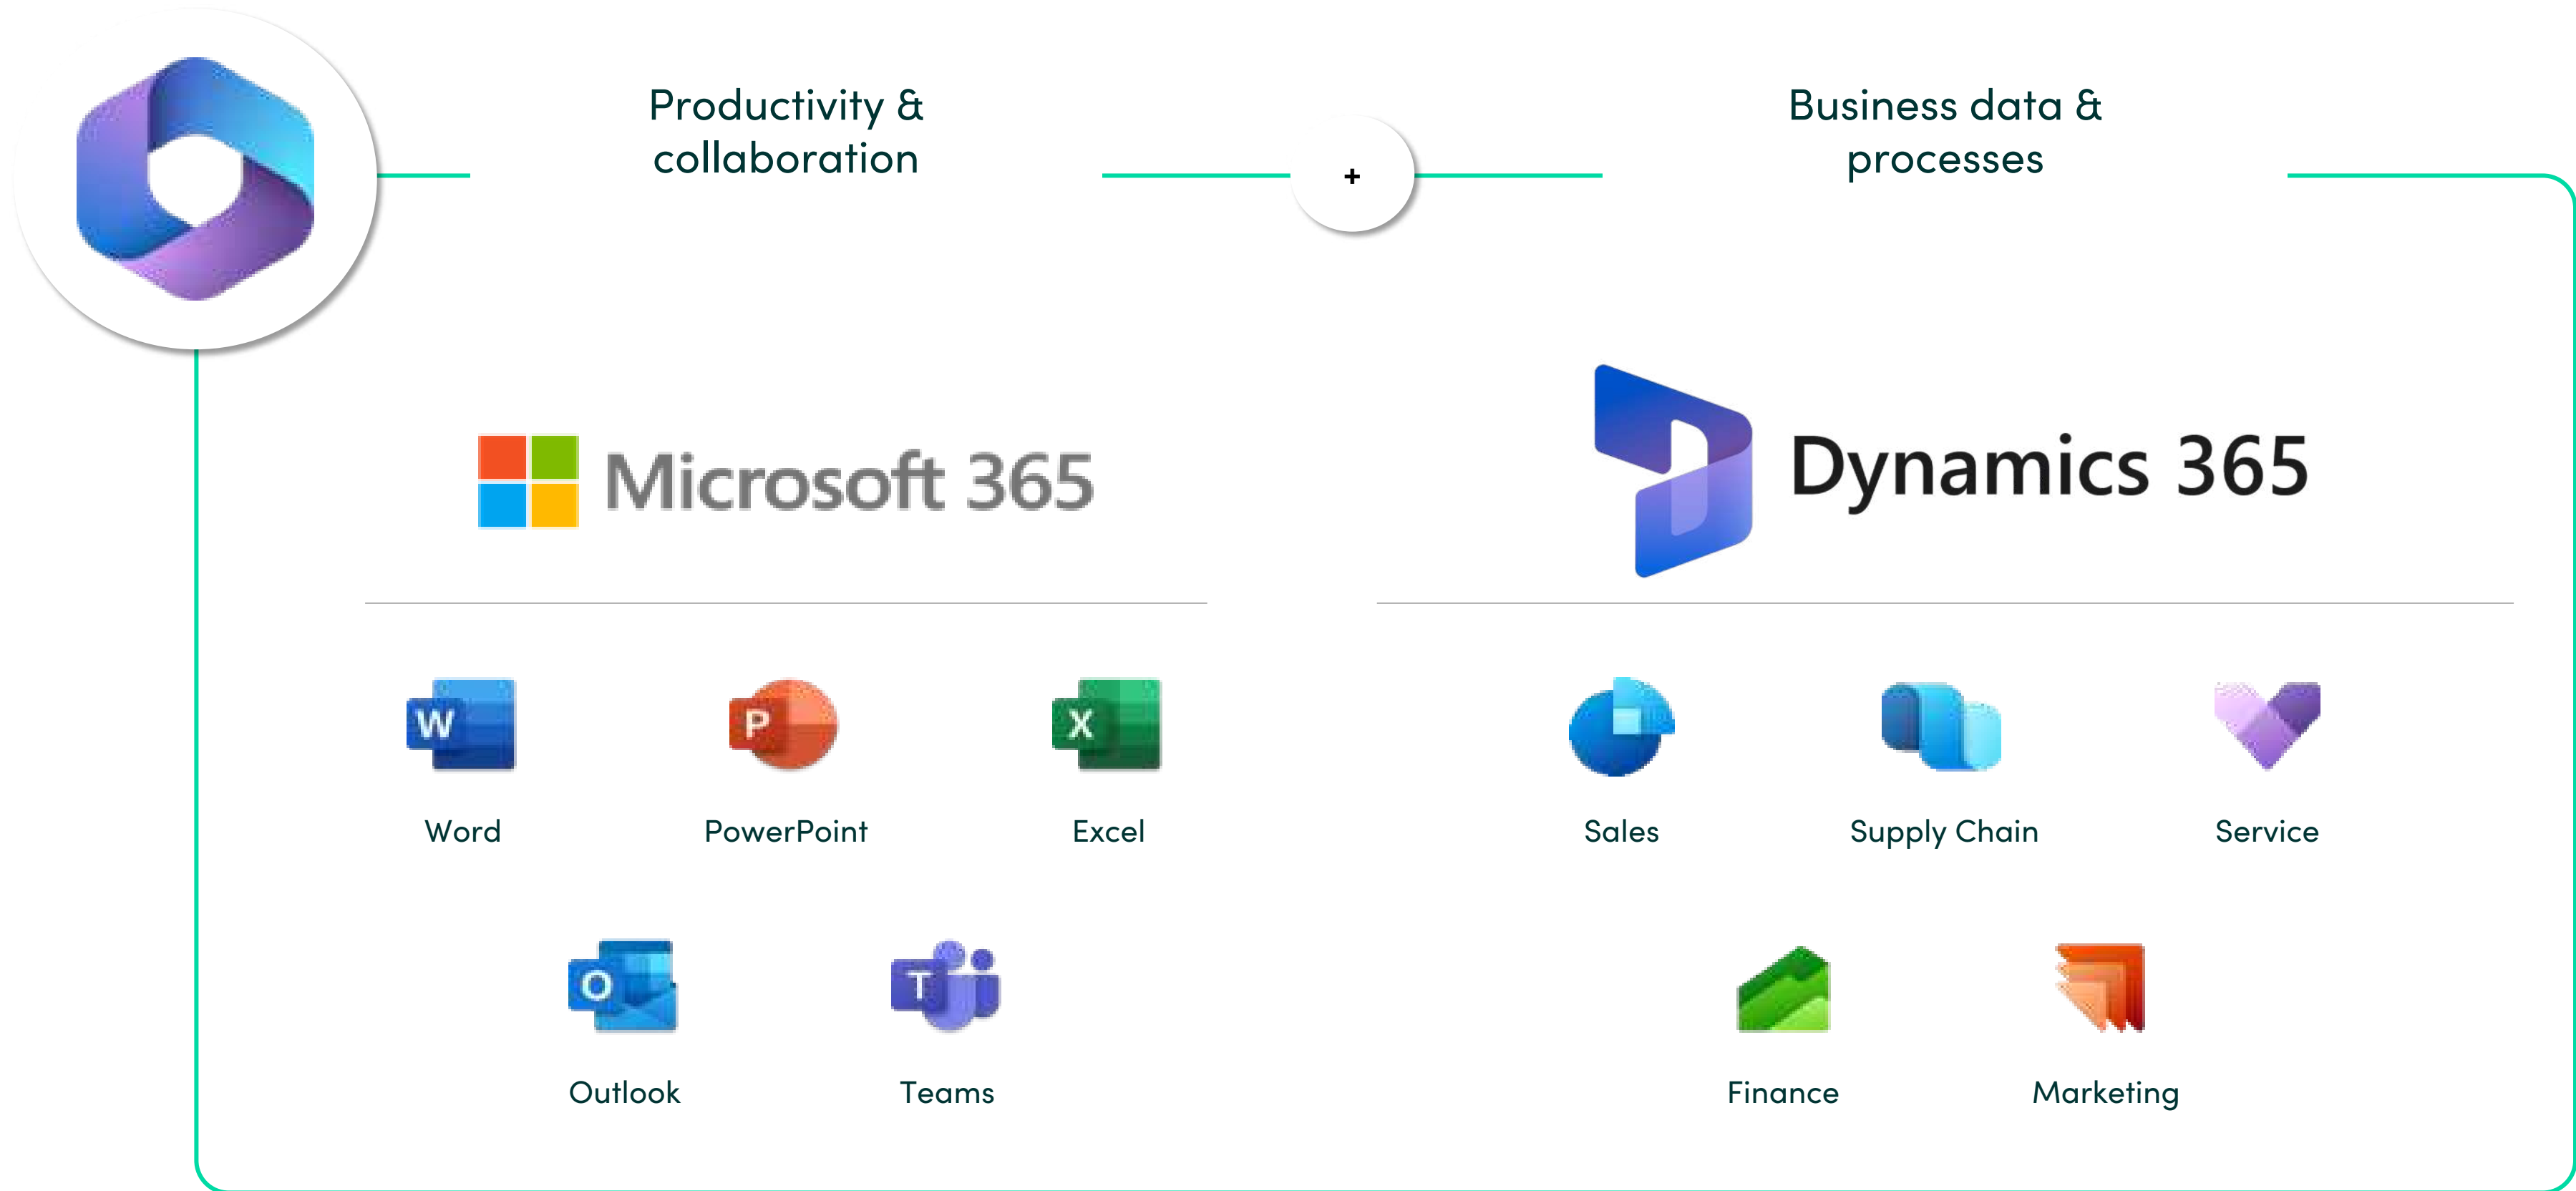 Productivity &
collaboration
+
Business data &
processes
Microsoft 365
Dynamics 365
W
P
X
Word
PowerPoint
Excel
Sales
Supply Chain
Service
O
T
Outlook
Teams
Finance
Marketing